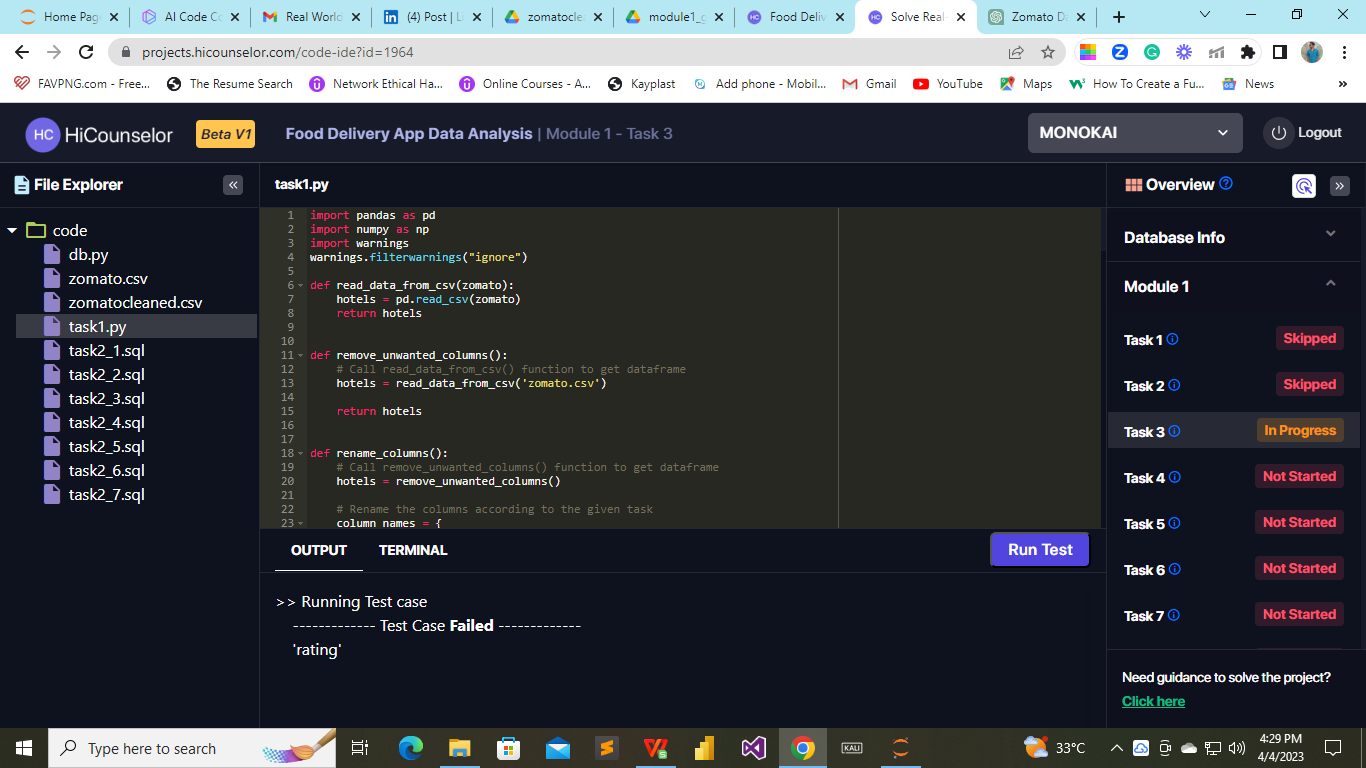 Home Page
AI Code Co
Gmail Real World
(4) Post | Li
zomatocle
module1_g
Food Deliv
Solve Real-
Zomato Da
projects.hicounselor.com/code-ide?id=1964
FAVPNG.com - Free...
The Resume Search
Network Ethical Ha...
Online Courses - A...
Kayplast
Add phone - Mobil...
Gmail
YouTube
Maps
How To Create a Fu...
News
»
HC HiCounselor
Beta V1
Food Delivery App Data Analysis | Module 1 - Task 3
MONOKAI
Logout
File Explorer
«
task1.py
Overview
»
code
db.py
zomato.csv
zomatocleaned.csv
task1.py
task2_1.sql
task2_2.sql
task2_3.sql
task2_4.sql
task2_5.sql
task2_6.sql
task2_7.sql
1 import pandas as pd
2 import numpy as np
3 import warnings
4 warnings.filterwarnings("ignore")
5
6 def read_data_from_csv(zomato):
7 hotels = pd.read_csv(zomato)
8 return hotels
9
10
11 def remove_unwanted_columns():
12 # Call read_data_from_csv() function to get dataframe
13 hotels = read_data_from_csv('zomato.csv')
14
15 return hotels
16
17
18 def rename_columns():
19 # Call remove_unwanted_columns() function to get dataframe
20 hotels = remove_unwanted_columns()
21
22 # Rename the columns according to the given task
23 column_names = {
OUTPUT
TERMINAL
Run Test
>> Running Test case
------------- Test Case Failed -------------
'rating'
Database Info
Module 1
Task 1 Skipped
Task 2 Skipped
Task 3 In Progress
Task 4 Not Started
Task 5 Not Started
Task 6 Not Started
Task 7 Not Started
Need guidance to solve the project?
Click here
Type here to search
KALI
33°C
4:29 PM
4/4/2023